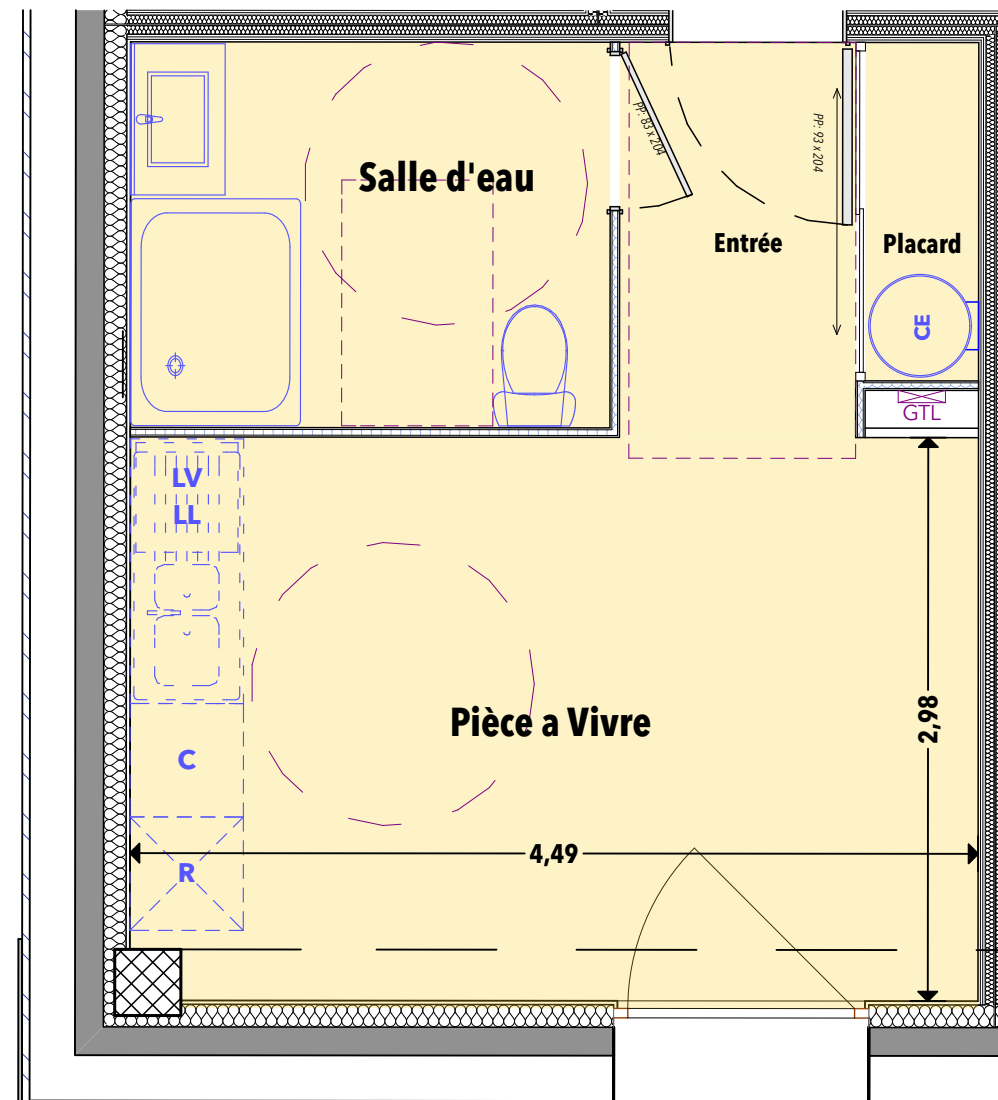 PP: 83 x 204
PP: 93 x 204
Salle d'eau
Entrée
Placard
CE
GTL
LV
LL
2,98
Pièce a Vivre
C
4,49
R